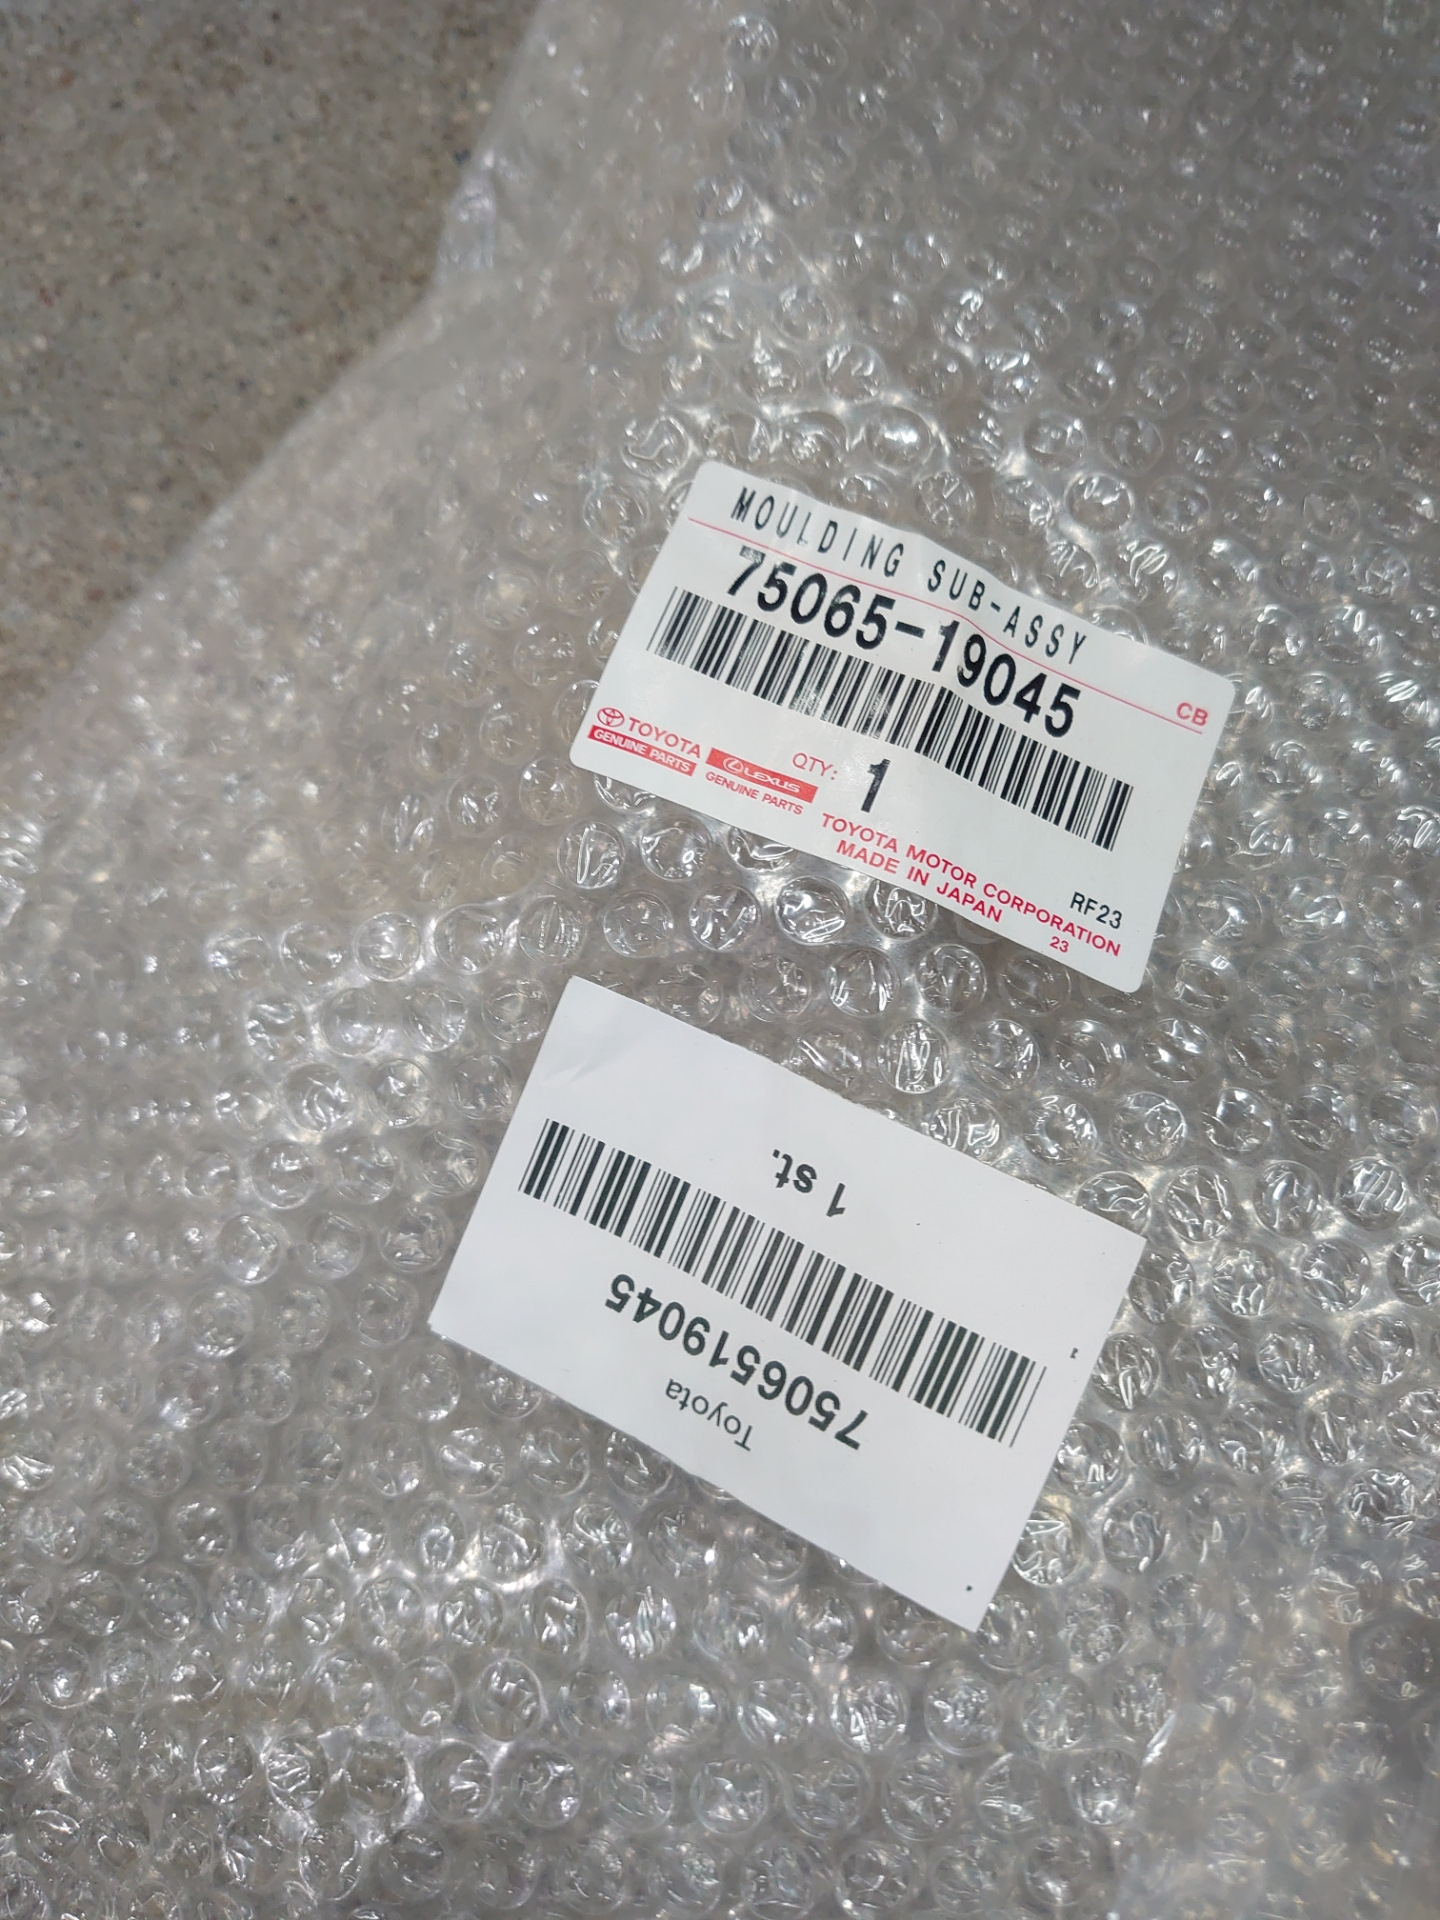 MOULDING SUB-ASSY
75065-19045
CB
TOYOTA
GENUINE PARTS
LEXUS
GENUINE PARTS
QTY: 1
TOYOTA MOTOR CORPORATION
MADE IN JAPAN
RF23
23
Toyota
7506519045
1
1 st.